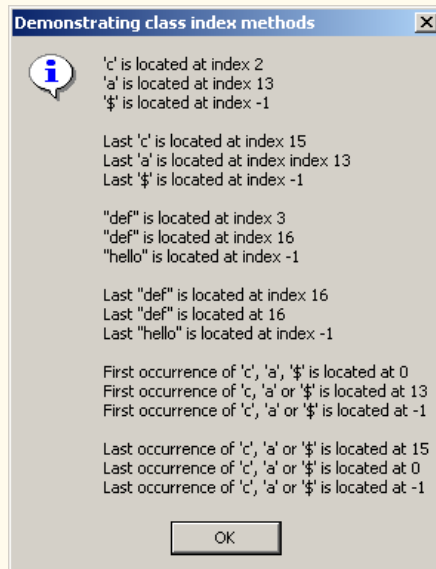 Demonstrating class index methods
'c' is located at index 2
'a' is located at index 13
'$' is located at index -1
Last 'c' is located at index 15
Last 'a' is located at index index 13
Last '$' is located at index -1
"def" is located at index 3
"def" is located at index 16
"hello" is located at index -1
Last "def" is located at index 16
Last "def" is located at 16
Last "hello" is located at index -1
First occurrence of 'c', 'a', '$' is located at 0
First occurrence of 'c, 'a' or '$' is located at 13
First occurrence of 'c', 'a' or '$' is located at -1
Last occurrence of 'c', 'a' or '$' is located at 15
Last occurrence of 'c', 'a' or '$' is located at 0
Last occurrence of 'c', 'a' or '$' is located at -1
OK